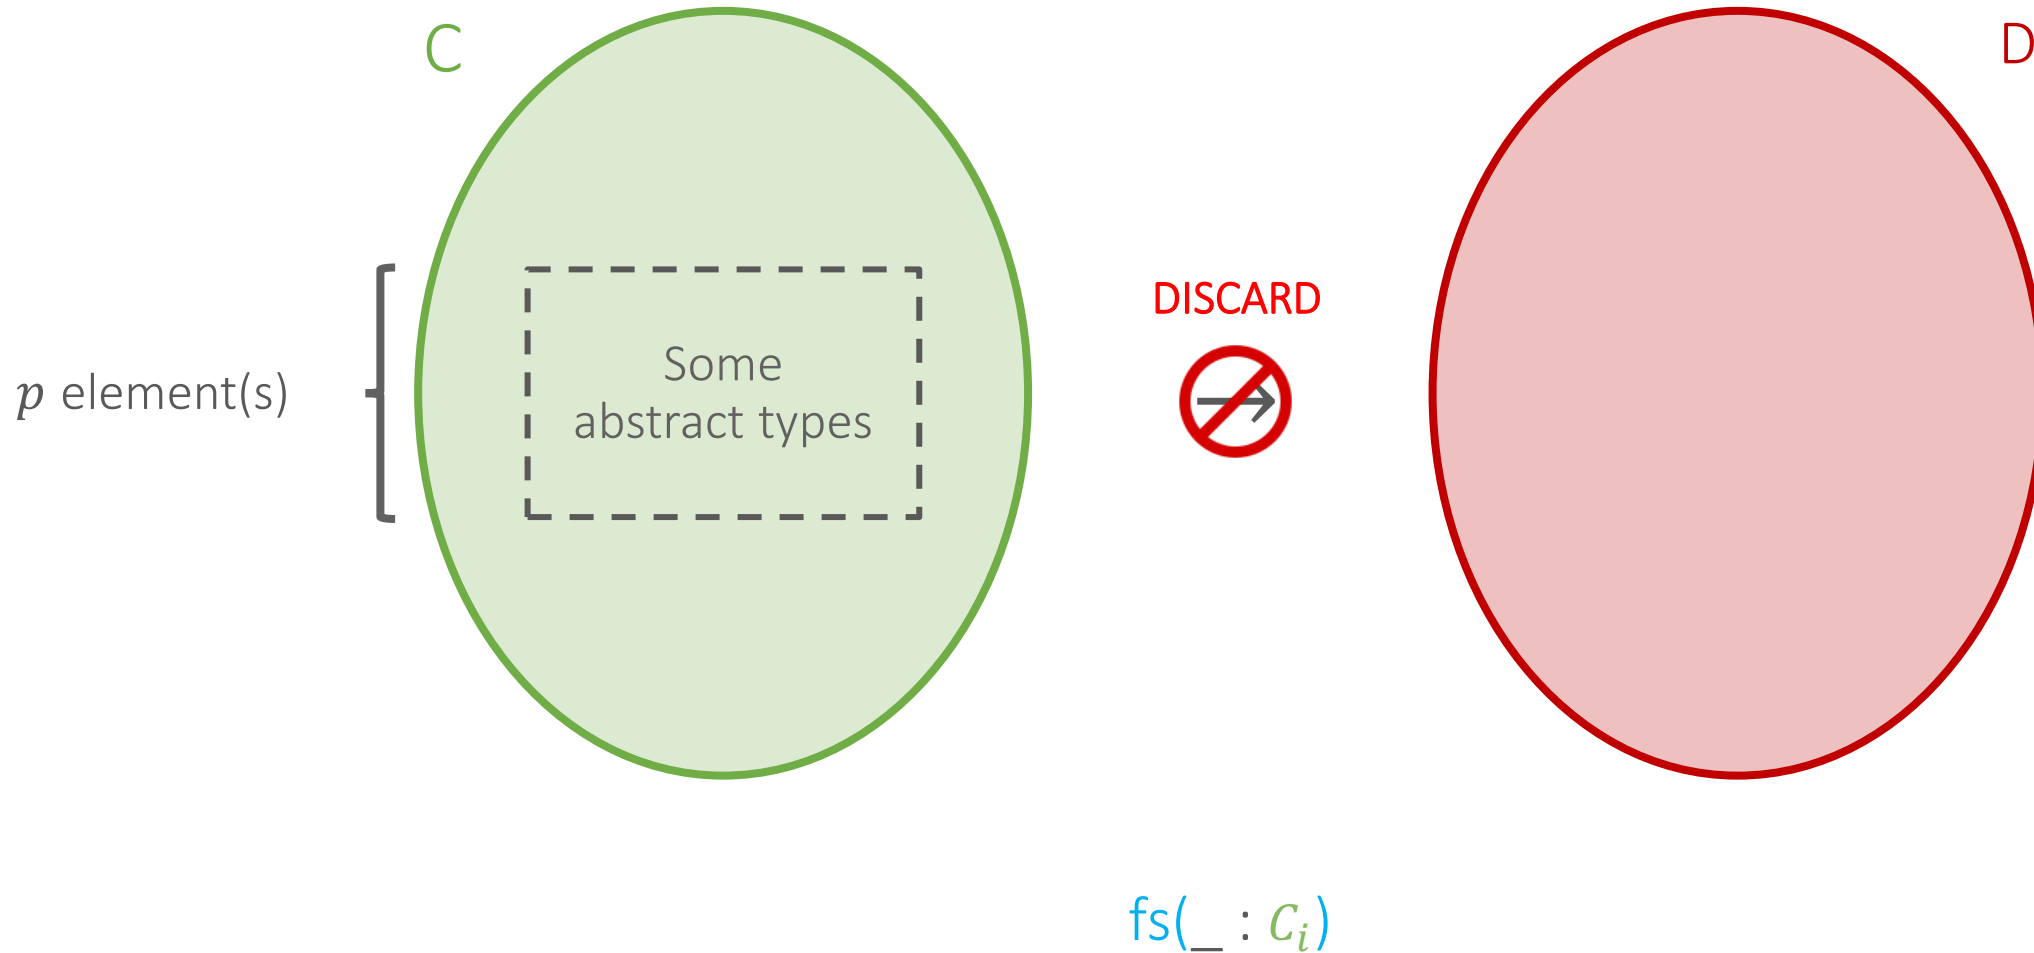 C
D
DISCARD
p element(s)
Some
abstract types
fs(_ : Cᵢ)